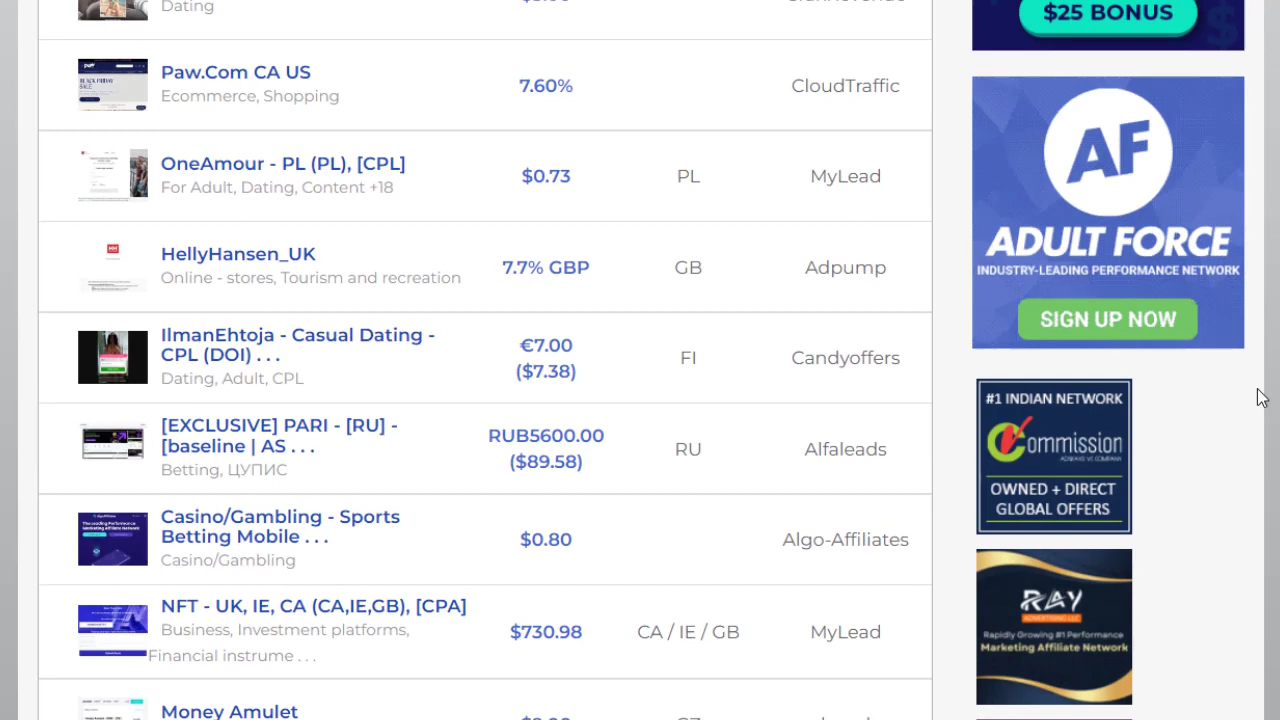 Dating
$25 BONUS
Paw.Com CA US
Ecommerce, Shopping
7.60%
CloudTraffic
OneAmour - PL (PL), [CPL]
For Adult, Dating, Content +18
$0.73
PL
MyLead
HellyHansen_UK
Online - stores, Tourism and recreation
7.7% GBP
GB
Adpump
IlmanEhtoja - Casual Dating -
CPL (DOI) . . .
Dating, Adult, CPL
€7.00
($7.38)
FI
Candyoffers
[EXCLUSIVE] PARI - [RU] -
[baseline | AS . . .
Betting, ЦУПИС
RUB5600.00
($89.58)
RU
Alfaleads
Casino/Gambling - Sports
Betting Mobile . . .
Casino/Gambling
$0.80
Algo-Affiliates
NFT - UK, IE, CA (CA,IE,GB), [CPA]
Business, Investment platforms,
Financial instrume . . .
$730.98
CA / IE / GB
MyLead
Money Amulet
AF
ADULT FORCE
INDUSTRY-LEADING PERFORMANCE NETWORK
SIGN UP NOW
#1 INDIAN NETWORK
vCommission
OWNED + DIRECT
GLOBAL OFFERS
RAY
ADVERTISING LLC
Rapidly Growing #1 Performance
Marketing Affiliate Network